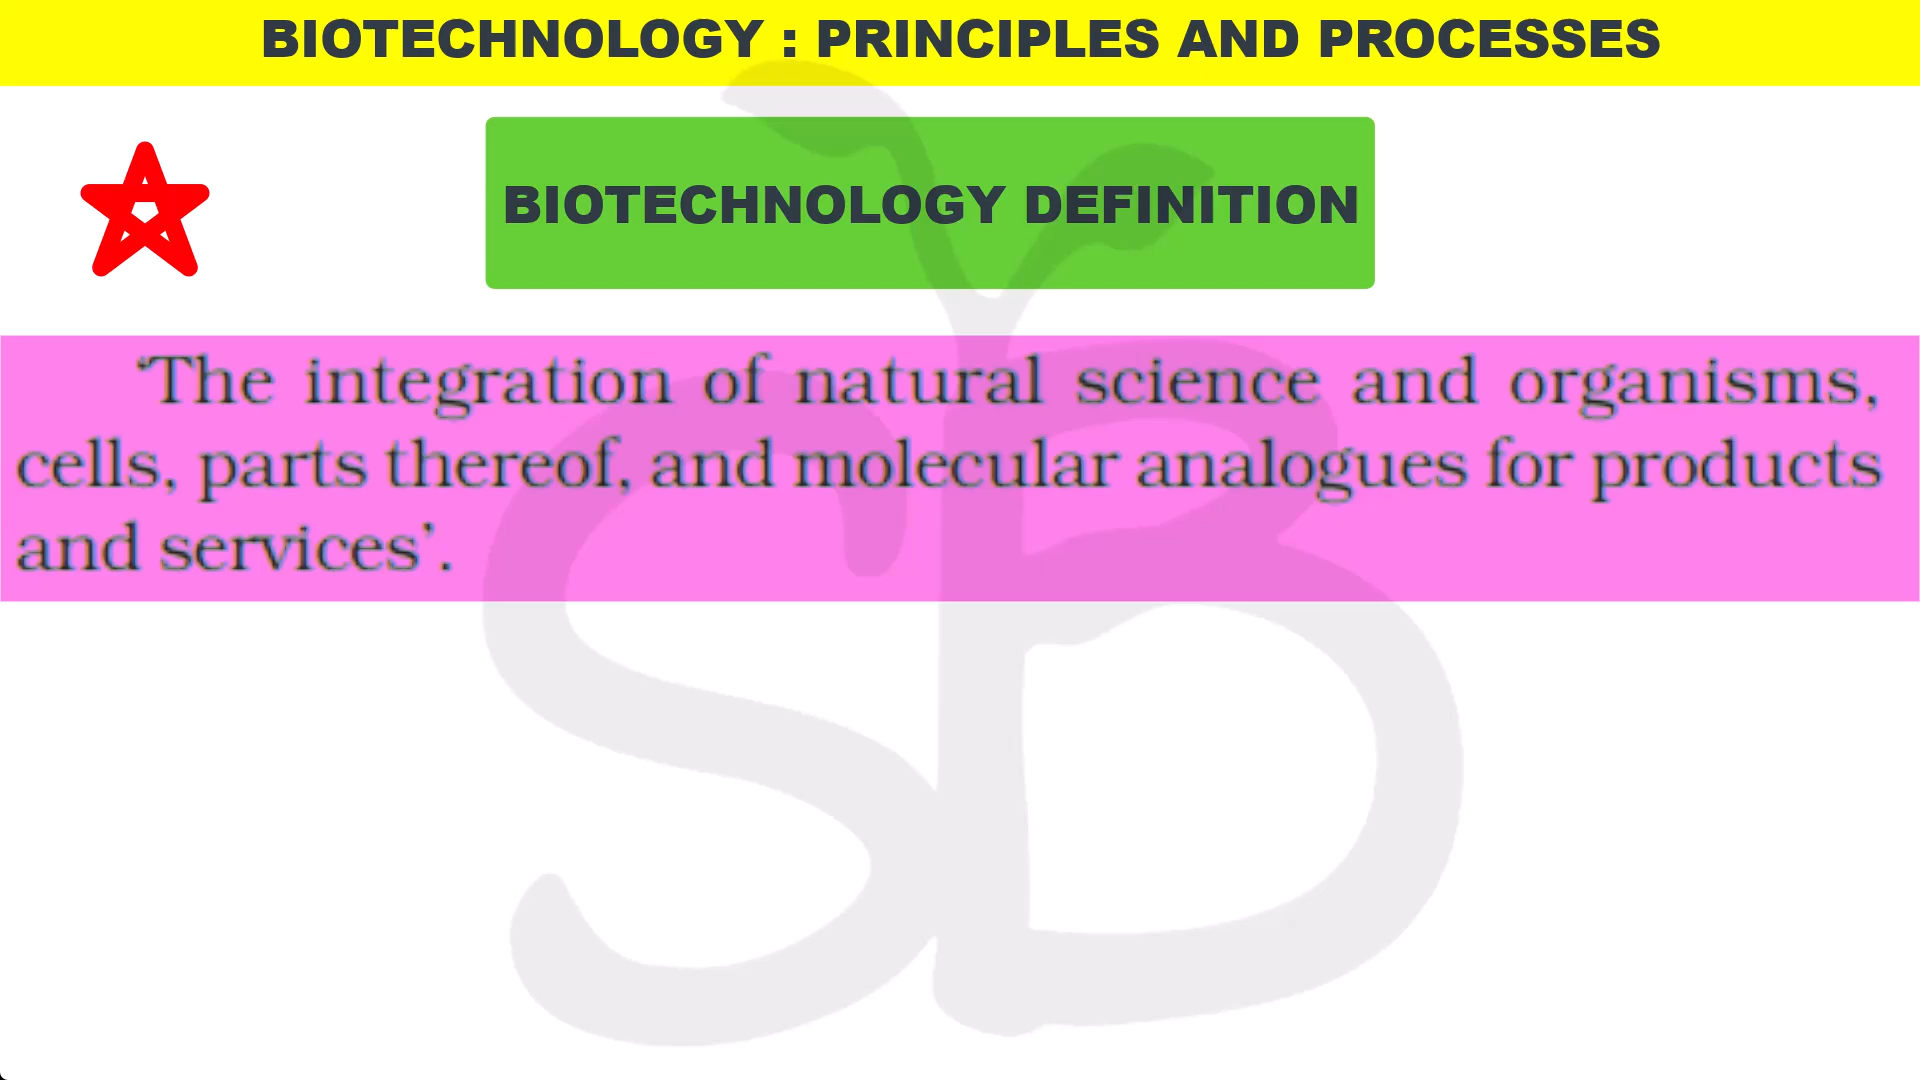 BIOTECHNOLOGY : PRINCIPLES AND PROCESSES
BIOTECHNOLOGY DEFINITION
‘The integration of natural science and organisms,
cells, parts thereof, and molecular analogues for products
and services’.
SB